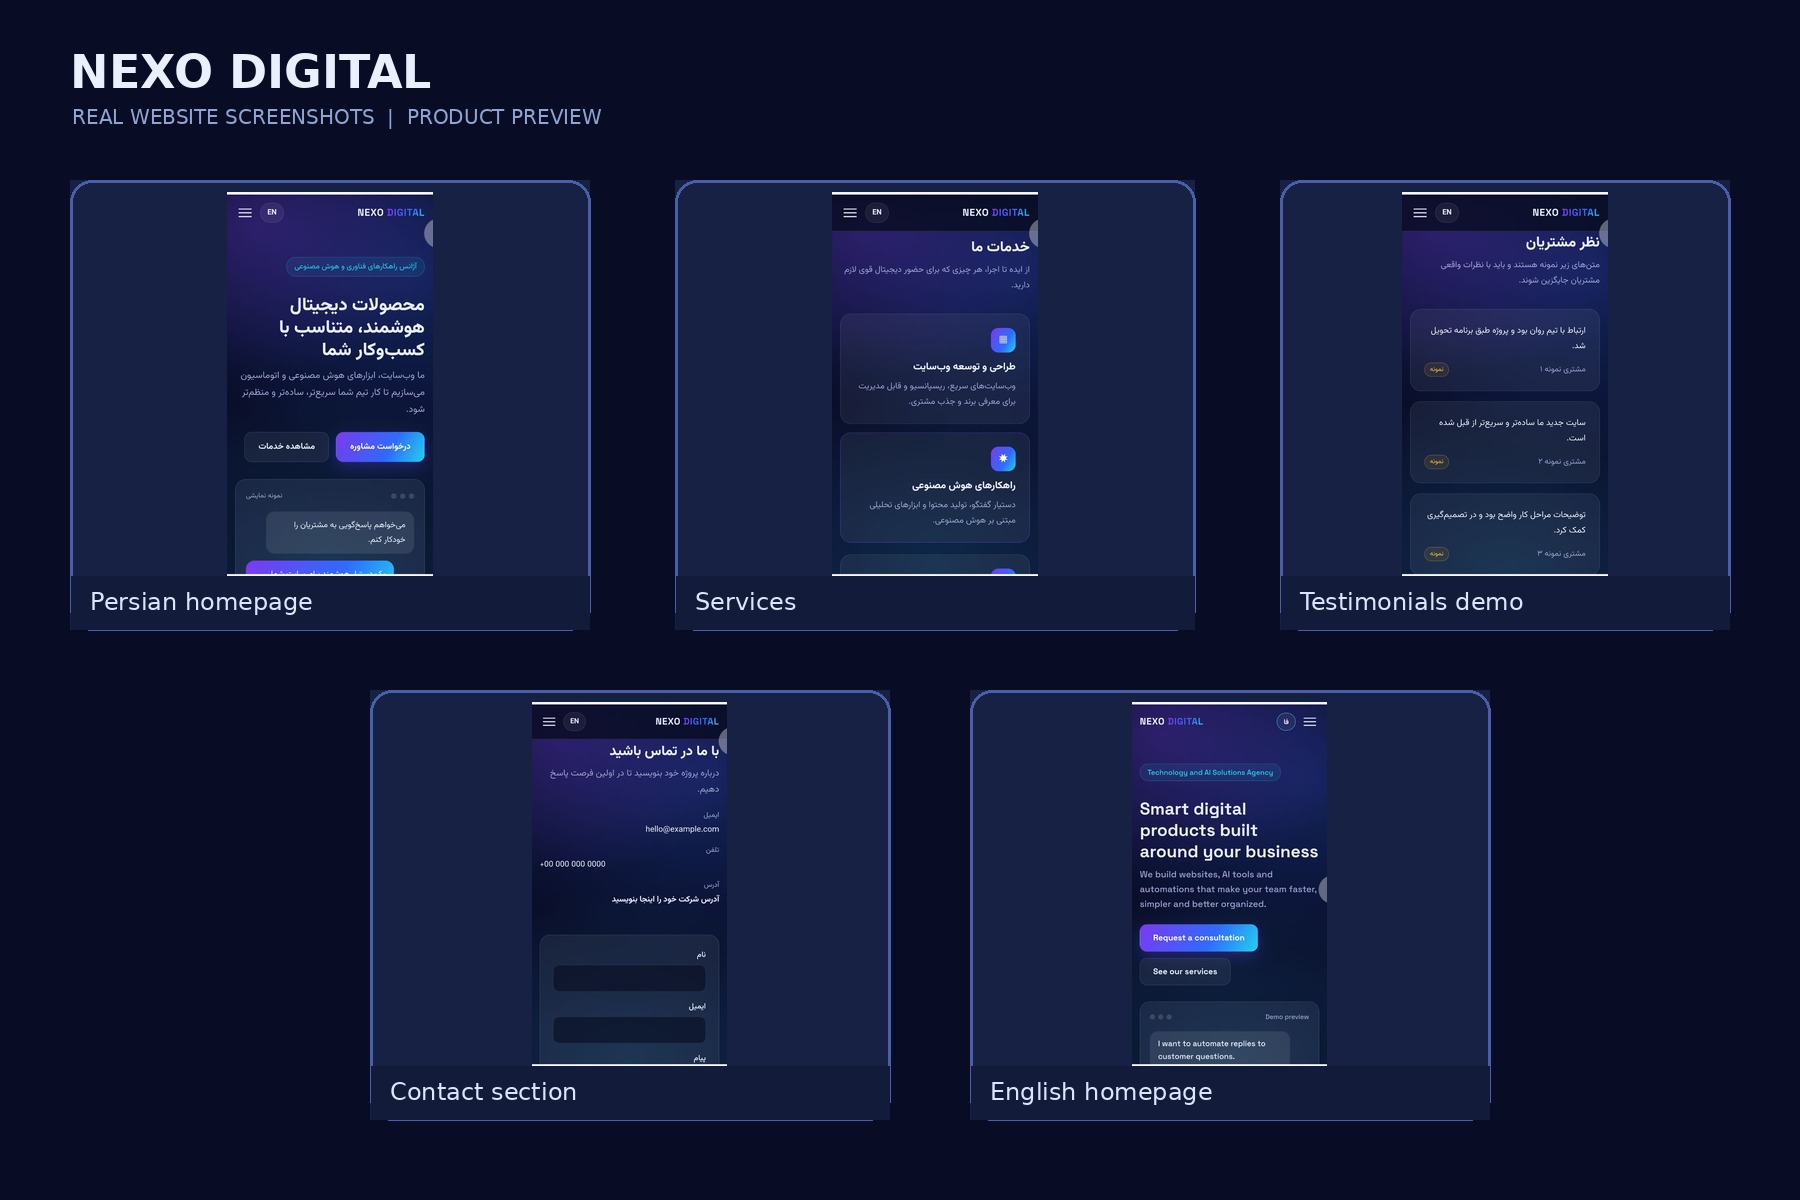 NEXO DIGITAL
REAL WEBSITE SCREENSHOTS | PRODUCT PREVIEW
EN
NEXO DIGITAL
آژانس راهکارهای فناوری و هوش مصنوعی
محصولات دیجیتال
هوشمند، متناسب با
کسب‌وکار شما
ما وب‌سایت، ابزارهای هوش مصنوعی و اتوماسیون
می‌سازیم تا کار تیم شما سریع‌تر، ساده‌تر و منظم‌تر
شود.
درخواست مشاوره
مشاهده خدمات
نمونه نمایشی
می‌خواهم پاسخ‌گویی به مشتریان را
خودکار کنم.
Persian homepage
EN
NEXO DIGITAL
خدمات ما
از ایده تا اجرا، هر چیزی که برای حضور دیجیتال قوی لازم
دارید.
طراحی و توسعه وب‌سایت
وب‌سایت‌های سریع، ریسپانسیو و قابل مدیریت
برای معرفی برند و جذب مشتری.
راهکارهای هوش مصنوعی
دستیار گفتگو، تولید محتوا و ابزارهای تحلیلی
مبتنی بر هوش مصنوعی.
Services
EN
NEXO DIGITAL
نظر مشتریان
متن‌های زیر نمونه هستند و باید با نظرات واقعی
مشتریان جایگزین شوند.
ارتباط با تیم روان بود و پروژه طبق برنامه تحویل
شد.
مشتری نمونه ۱
نمونه
سایت جدید ما ساده‌تر و سریع‌تر از قبل شده
است.
مشتری نمونه ۲
نمونه
توضیحات مراحل کار واضح بود و در تصمیم‌گیری
کمک کرد.
مشتری نمونه ۳
نمونه
Testimonials demo
EN
NEXO DIGITAL
با ما در تماس باشید
درباره پروژه خود بنویسید تا در اولین فرصت پاسخ
دهیم.
ایمیل
hello@example.com
تلفن
+00 000 000 0000
آدرس
آدرس شرکت خود را اینجا بنویسید
نام
ایمیل
پیام
Contact section
NEXO DIGITAL
فا
Technology and AI Solutions Agency
Smart digital
products built
around your business
We build websites, AI tools and
automations that make your team faster,
simpler and better organized.
Request a consultation
See our services
Demo preview
I want to automate replies to
customer questions.
English homepage